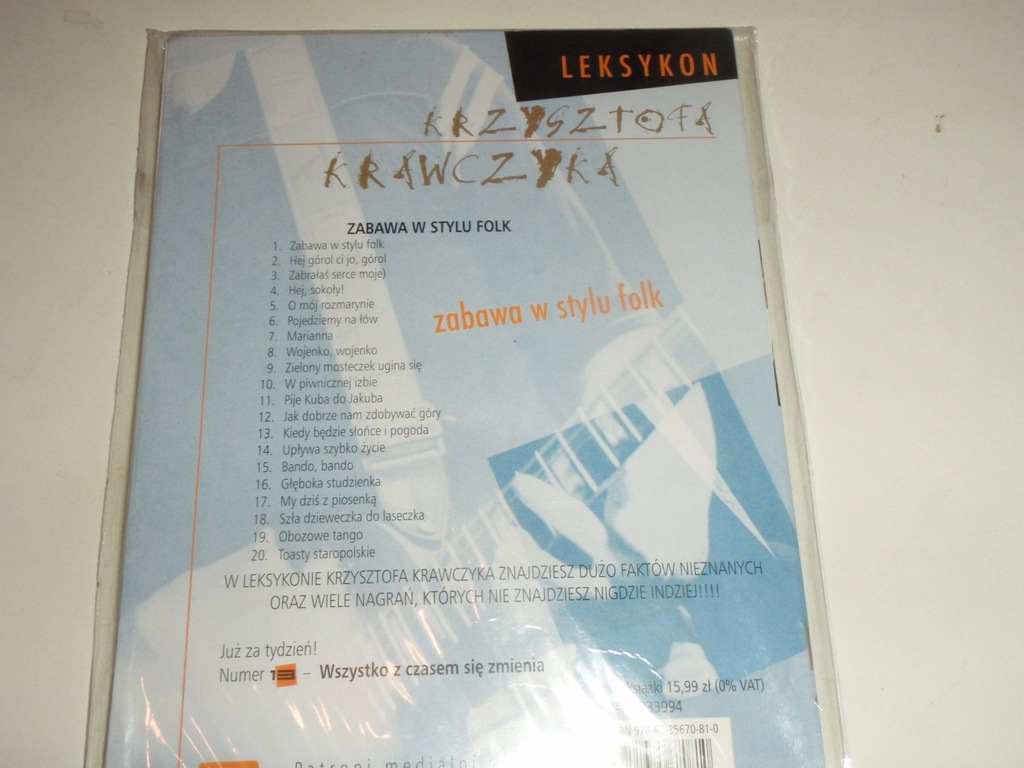 LEKSYKON
KRZYSZTOFA
KRAWCZYKA
ZABAWA W STYLU FOLK
1. Zabawa w stylu folk
2. Hej górol ci jo, górol
3. Zabrałaś serce moje)
4. Hej, sokoły!
5. O mój rozmarynie
6. Pojedziemy na łów
7. Marianna
8. Wojenko, wojenko
9. Zielony mosteczek ugina się
10. W piwnicznej izbie
11. Pije Kuba do Jakuba
12. Jak dobrze nam zdobywać góry
13. Kiedy będzie słońce i pogoda
14. Upływa szybko życie
15. Bando, bando
16. Głęboka studzienka
17. My dziś z piosenką
18. Szła dzieweczka do laseczka
19. Obozowe tango
20. Toasty staropolskie
zabawa w stylu folk
W LEKSYKONIE KRZYSZTOFA KRAWCZYKA ZNAJDZIESZ DUŻO FAKTÓW NIEZNANYCH
ORAZ WIELE NAGRAŃ, KTÓRYCH NIE ZNAJDZIESZ NIGDZIE INDZIEJ!!!!
Już za tydzień!
Numer 13 – Wszystko z czasem się zmienia
15,99 zł (0% VAT)
33994
25670-81-0
Patroni medialni